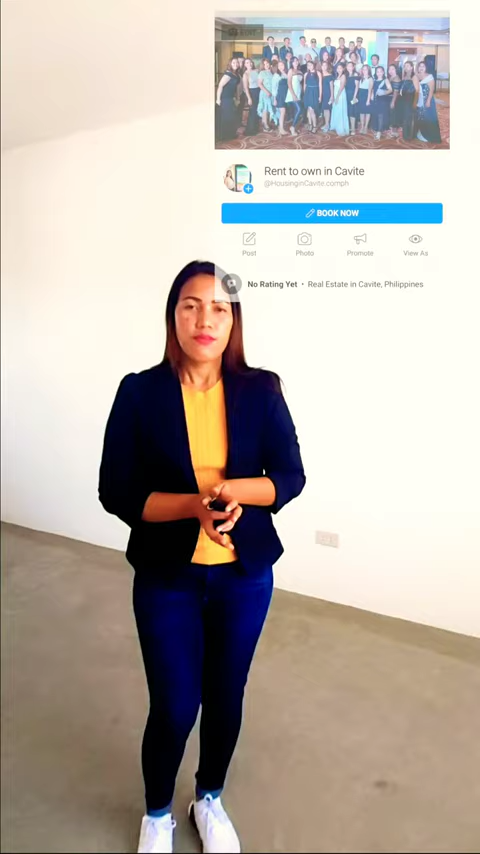 EDIT
Rent to own in Cavite
@HousinginCavite.comph
BOOK NOW
Post Photo Promote View As
No Rating Yet • Real Estate in Cavite, Philippines